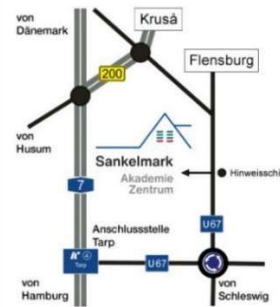 von
Dänemark
Kruså
200
Flensburg
von
Husum
Sankelmark
Akademie
Zentrum
Hinweisschi
7
Anschlussstelle
Tarp
U67
Tarp
U67
von
Hamburg
von
Schleswig